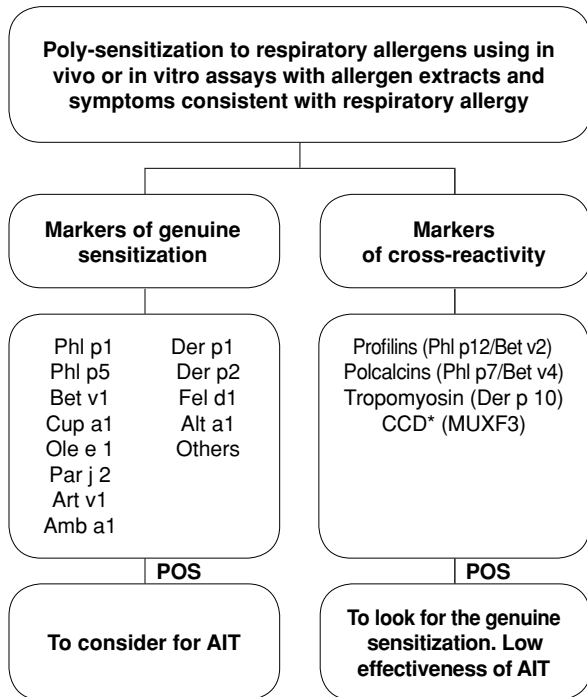 Poly-sensitization to respiratory allergens using in
vivo or in vitro assays with allergen extracts and
symptoms consistent with respiratory allergy
Markers of genuine
sensitization
Markers
of cross-reactivity
Phl p1
Phl p5
Bet v1
Cup a1
Ole e 1
Par j 2
Art v1
Amb a1
Der p1
Der p2
Fel d1
Alt a1
Others
Profilins (Phl p12/Bet v2)
Polcalcins (Phl p7/Bet v4)
Tropomyosin (Der p 10)
CCD* (MUXF3)
POS
POS
To consider for AIT
To look for the genuine
sensitization. Low
effectiveness of AIT